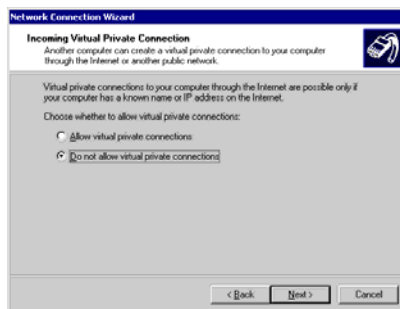 Network Connection Wizard
Incoming Virtual Private Connection
Another computer can create a virtual private connection to your computer
through the Internet or another public network.
Virtual private connections to your computer through the Internet are possible only if
your computer has a known name or IP address on the Internet.
Choose whether to allow virtual private connections:
Allow virtual private connections
Do not allow virtual private connections
< Back
Next >
Cancel